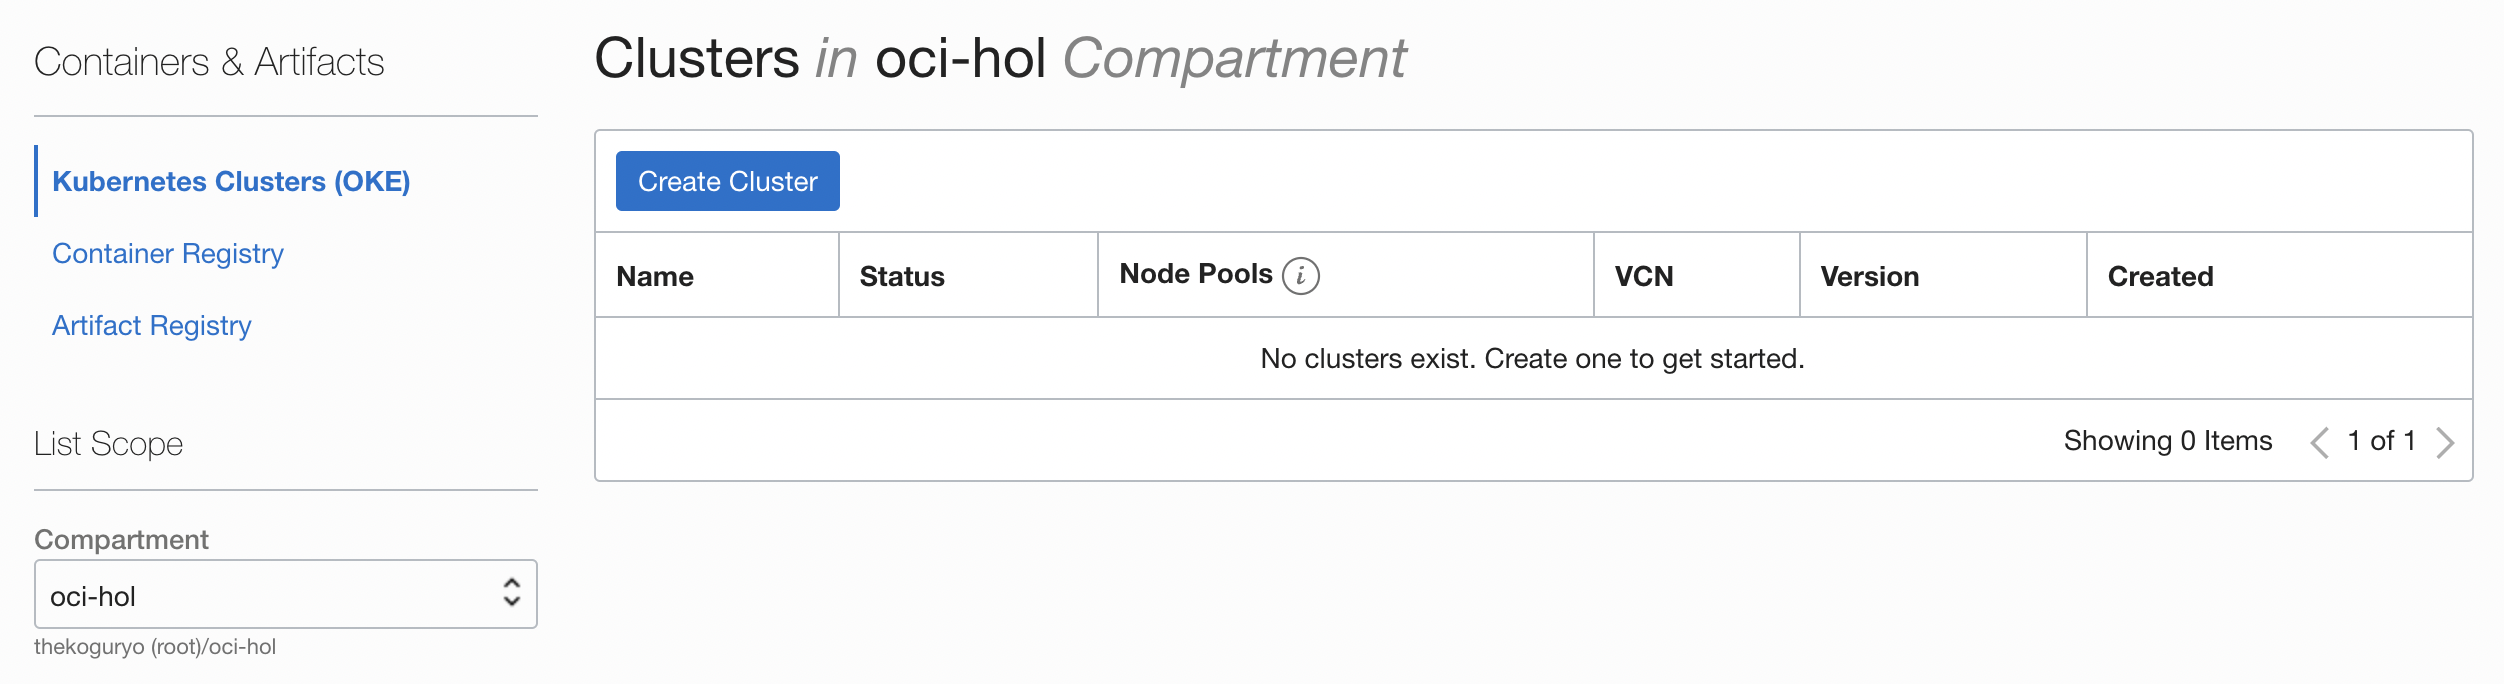 Containers & Artifacts
Kubernetes Clusters (OKE)
Container Registry
Artifact Registry
List Scope
Compartment
oci-hol
thekoguryo (root)/oci-hol
Clusters in oci-hol Compartment
Create Cluster
Name Status Node Pools i VCN Version Created
No clusters exist. Create one to get started.
Showing 0 Items 1 of 1